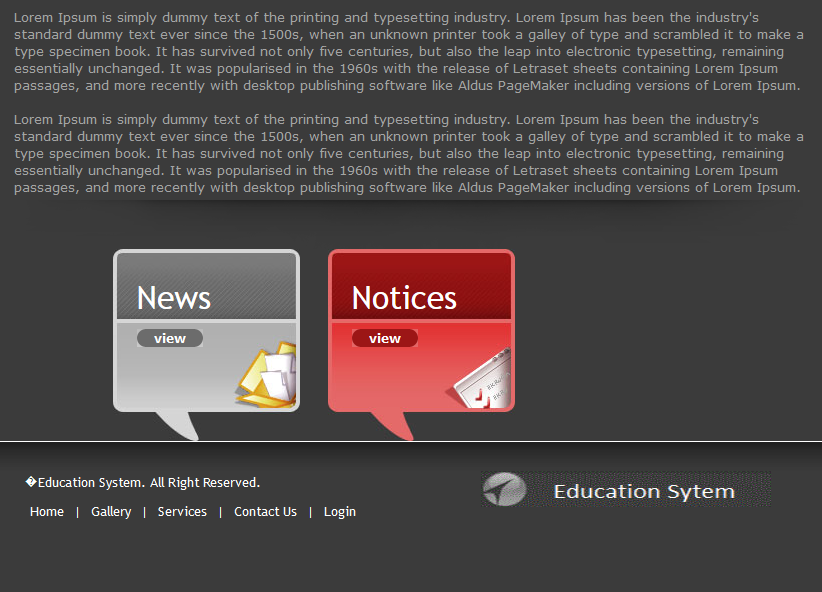 Lorem Ipsum is simply dummy text of the printing and typesetting industry. Lorem Ipsum has been the industry's
standard dummy text ever since the 1500s, when an unknown printer took a galley of type and scrambled it to make a
type specimen book. It has survived not only five centuries, but also the leap into electronic typesetting, remaining
essentially unchanged. It was popularised in the 1960s with the release of Letraset sheets containing Lorem Ipsum
passages, and more recently with desktop publishing software like Aldus PageMaker including versions of Lorem Ipsum.
Lorem Ipsum is simply dummy text of the printing and typesetting industry. Lorem Ipsum has been the industry's
standard dummy text ever since the 1500s, when an unknown printer took a galley of type and scrambled it to make a
type specimen book. It has survived not only five centuries, but also the leap into electronic typesetting, remaining
essentially unchanged. It was popularised in the 1960s with the release of Letraset sheets containing Lorem Ipsum
passages, and more recently with desktop publishing software like Aldus PageMaker including versions of Lorem Ipsum.
News
view
Notices
view
�Education System. All Right Reserved.
Home | Gallery | Services | Contact Us | Login
Education Sytem